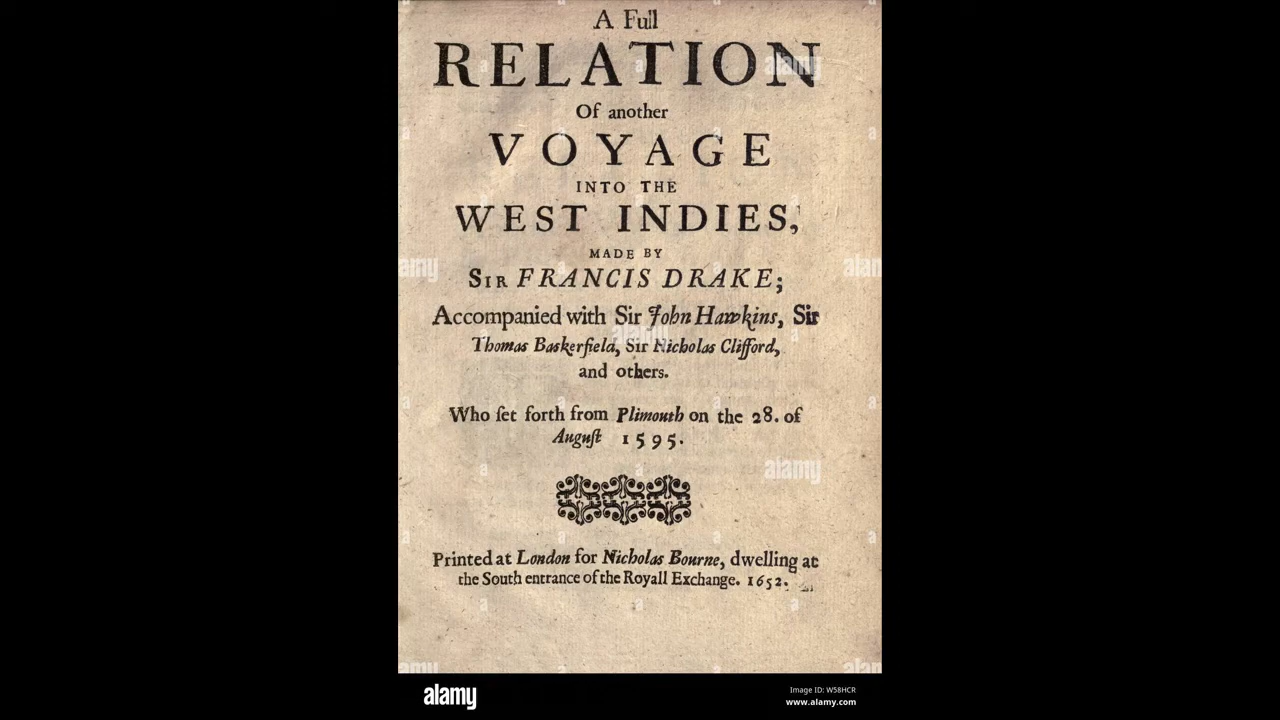 A Full
RELATION
Of another
VOYAGE
INTO THE
WEST INDIES,
MADE BY
SIR FRANCIS DRAKE;
Accompanied with Sir John Hawkins, Sir
Thomas Baskerfield, Sir Nicholas Clifford,
and others.
Who ſet forth from Plimouth on the 28. of
Auguſt 1595.
Printed at London for Nicholas Bourne, dwelling at
the South entrance of the Royall Exchange. 1652.
alamy
Image ID: W58HCR
www.alamy.com